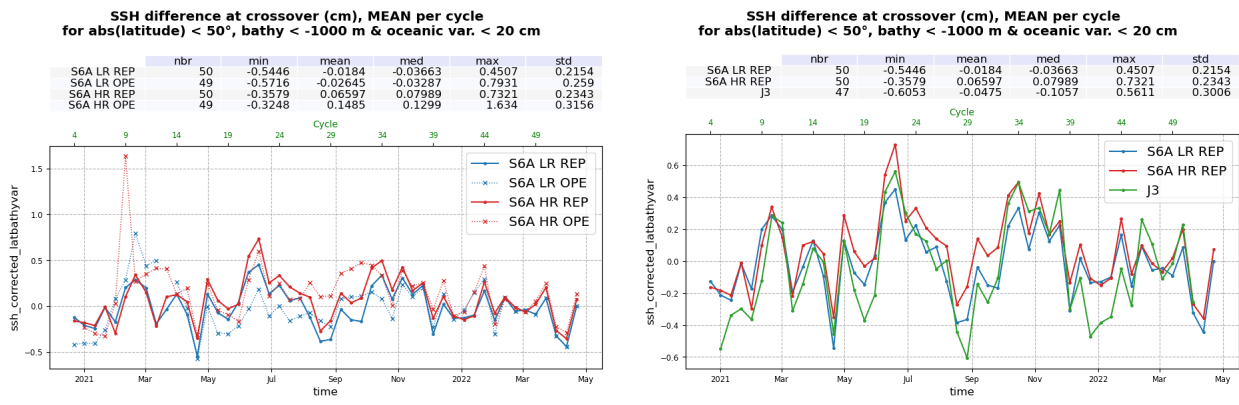 SSH difference at crossover (cm), MEAN per cycle
for abs(latitude) < 50°, bathy < -1000 m & oceanic var. < 20 cm
nbr min mean med max std
S6A LR REP 50 -0.5446 -0.0184 -0.03663 0.4507 0.2154
S6A LR OPE 49 -0.5716 -0.02645 -0.03287 0.7931 0.259
S6A HR REP 50 -0.3579 0.06597 0.07989 0.7321 0.2343
S6A HR OPE 49 -0.3248 0.1485 0.1299 1.634 0.3156
Cycle
4 9 14 19 24 29 34 39 44 49
1.5
1.0
0.5
0.0
−0.5
ssh_corrected_latbathyvar
S6A LR REP
S6A LR OPE
S6A HR REP
S6A HR OPE
2021 Mar May Jul Sep Nov 2022 Mar May
time
SSH difference at crossover (cm), MEAN per cycle
for abs(latitude) < 50°, bathy < -1000 m & oceanic var. < 20 cm
nbr min mean med max std
S6A LR REP 50 -0.5446 -0.0184 -0.03663 0.4507 0.2154
S6A HR REP 50 -0.3579 0.06597 0.07989 0.7321 0.2343
J3 47 -0.6053 -0.0475 -0.1057 0.5611 0.3006
Cycle
4 9 14 19 24 29 34 39 44 49
0.6
0.4
0.2
0.0
−0.2
−0.4
−0.6
ssh_corrected_latbathyvar
S6A LR REP
S6A HR REP
J3
2021 Mar May Jul Sep Nov 2022 Mar May
time